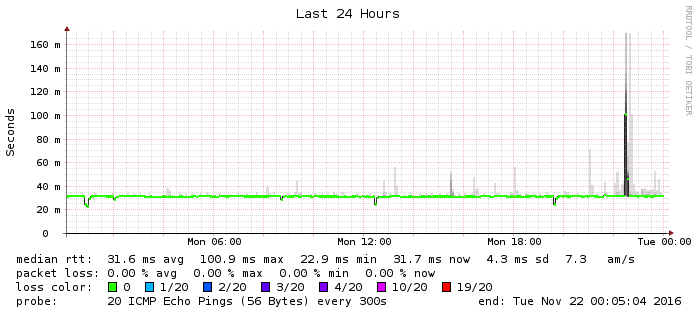 Last 24 Hours
RRDTOOL / TOBI OETIKER
Seconds
160 m
140 m
120 m
100 m
80 m
60 m
40 m
20 m
0
Mon 06:00 Mon 12:00 Mon 18:00 Tue 00:00
median rtt: 31.6 ms avg 100.9 ms max 22.9 ms min 31.7 ms now 4.3 ms sd 7.3 am/s
packet loss: 0.00 % avg 0.00 % max 0.00 % min 0.00 % now
loss color: 0 1/20 2/20 3/20 4/20 10/20 19/20
probe: 20 ICMP Echo Pings (56 Bytes) every 300s end: Tue Nov 22 00:05:04 2016